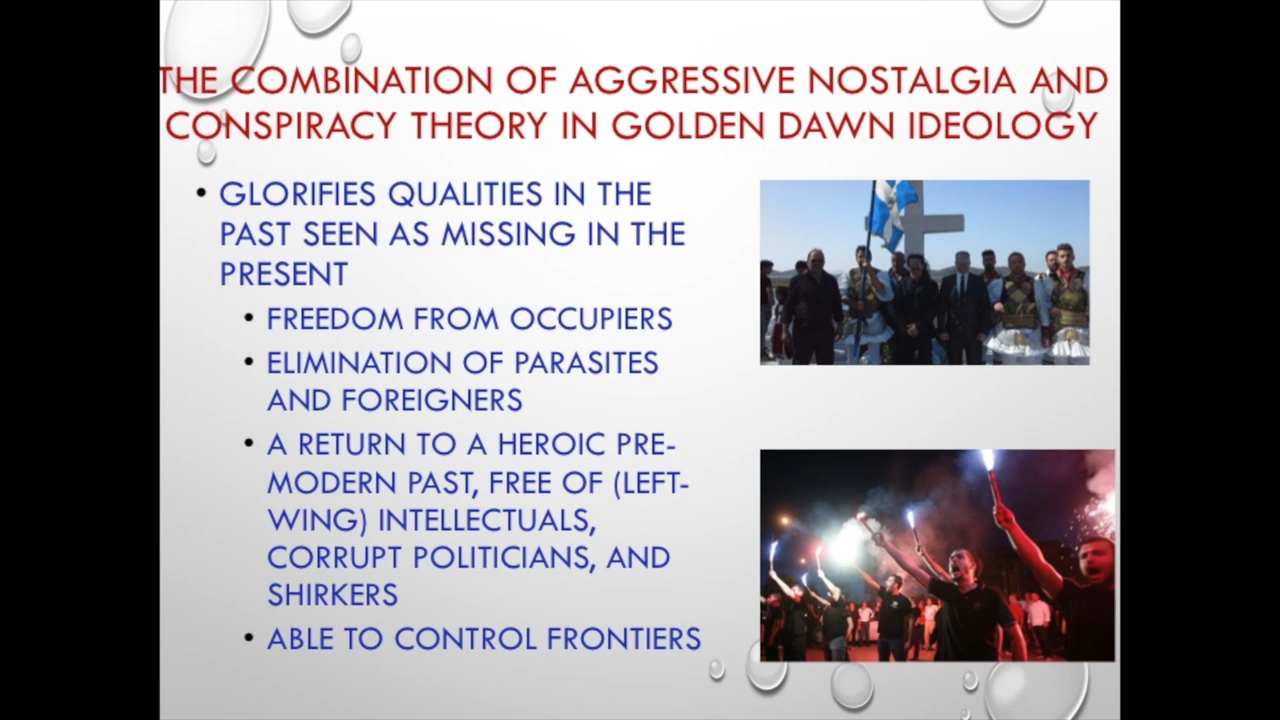 THE COMBINATION OF AGGRESSIVE NOSTALGIA AND
CONSPIRACY THEORY IN GOLDEN DAWN IDEOLOGY
• GLORIFIES QUALITIES IN THE
PAST SEEN AS MISSING IN THE
PRESENT
• FREEDOM FROM OCCUPIERS
• ELIMINATION OF PARASITES
AND FOREIGNERS
• A RETURN TO A HEROIC PRE-
MODERN PAST, FREE OF (LEFT-
WING) INTELLECTUALS,
CORRUPT POLITICIANS, AND
SHIRKERS
• ABLE TO CONTROL FRONTIERS